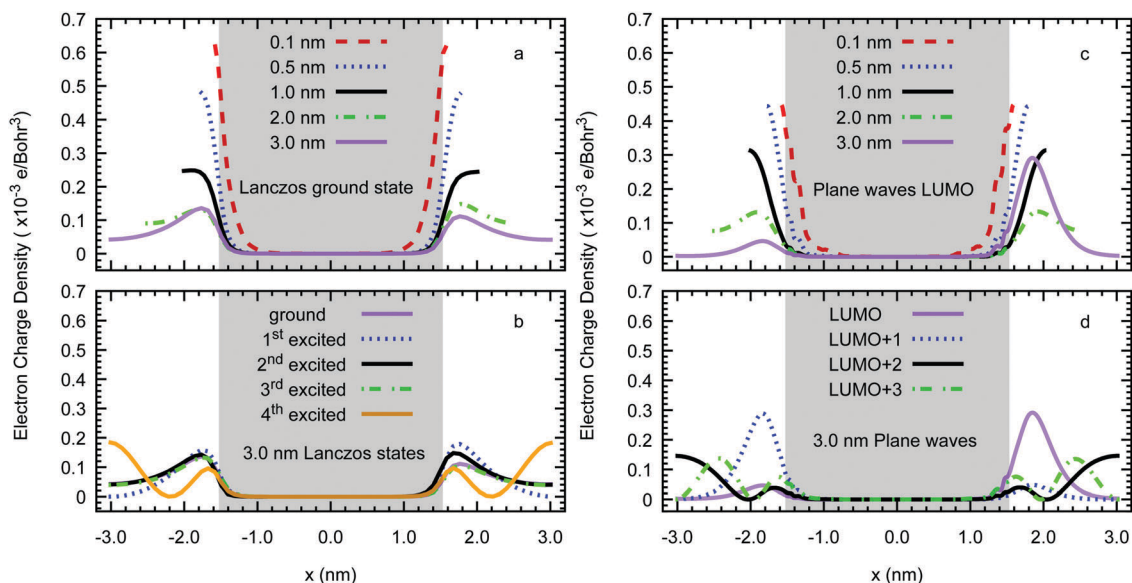 Electron Charge Density ( x10⁻³ e/Bohr³)
0.7
0.6
0.5
0.4
0.3
0.2
0.1
0
a
0.1 nm
0.5 nm
1.0 nm
2.0 nm
3.0 nm
Lanczos ground state
0.7
0.6
0.5
0.4
0.3
0.2
0.1
0
b
ground
1st excited
2nd excited
3rd excited
4th excited
3.0 nm Lanczos states
-3.0 -2.0 -1.0 0.0 1.0 2.0 3.0
x (nm)
Electron Charge Density ( x10⁻³ e/Bohr³)
0.7
0.6
0.5
0.4
0.3
0.2
0.1
0
c
0.1 nm
0.5 nm
1.0 nm
2.0 nm
3.0 nm
Plane waves LUMO
0.7
0.6
0.5
0.4
0.3
0.2
0.1
0
d
LUMO
LUMO+1
LUMO+2
LUMO+3
3.0 nm Plane waves
-3.0 -2.0 -1.0 0.0 1.0 2.0 3.0
x (nm)